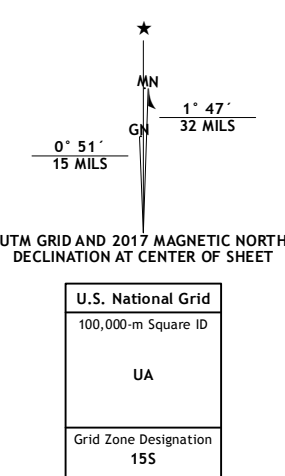 ★
MN
1° 47´
32 MILS
GN
0° 51´
15 MILS
UTM GRID AND 2017 MAGNETIC NORTH
DECLINATION AT CENTER OF SHEET
U.S. National Grid
100,000-m Square ID
UA
Grid Zone Designation
15S